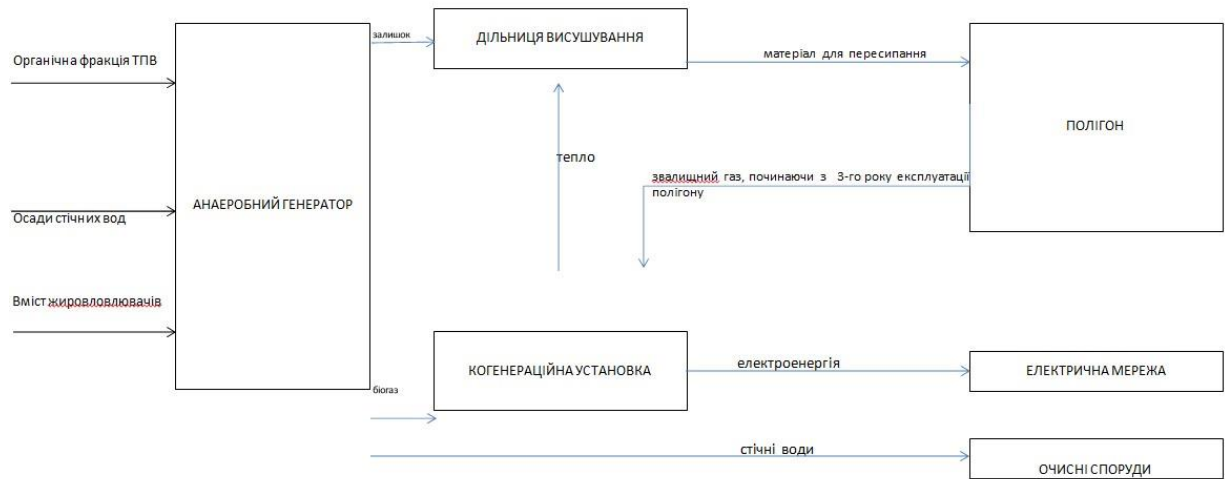 залишок
ДІЛЬНИЦЯ ВИСУШУВАННЯ
Органічна фракція ТПВ
матеріал для пересипання
ПОЛІГОН
тепло
звалищний газ, починаючи з 3-го року експлуатації
полігону
АНАЕРОБНИЙ ГЕНЕРАТОР
Осади стічних вод
Вміст жировловлювачів
КОГЕНЕРАЦІЙНА УСТАНОВКА
електроенергія
ЕЛЕКТРИЧНА МЕРЕЖА
біогаз
стічні води
ОЧИСНІ СПОРУДИ